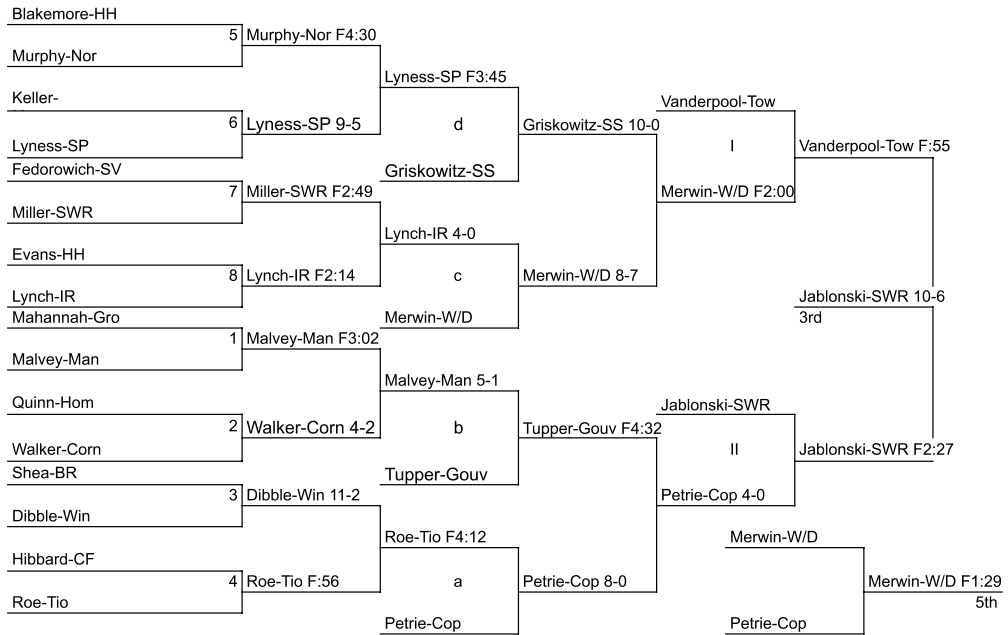 Blakemore-HH
5 Murphy-Nor F4:30
Murphy-Nor
Lyness-SP F3:45
Keller-
6 Lyness-SP 9-5
d
Griskowitz-SS 10-0
Vanderpool-Tow
I
Vanderpool-Tow F:55
Lyness-SP
Fedorowich-SV
Griskowitz-SS
7 Miller-SWR F2:49
Merwin-W/D F2:00
Miller-SWR
Lynch-IR 4-0
Evans-HH
8 Lynch-IR F2:14
c
Merwin-W/D 8-7
Lynch-IR
Jablonski-SWR 10-6
3rd
Mahannah-Gro
Merwin-W/D
1 Malvey-Man F3:02
Malvey-Man
Malvey-Man 5-1
Quinn-Hom
Jablonski-SWR
2 Walker-Corn 4-2
b
Tupper-Gouv F4:32
II
Jablonski-SWR F2:27
Walker-Corn
Shea-BR
Tupper-Gouv
3 Dibble-Win 11-2
Petrie-Cop 4-0
Dibble-Win
Roe-Tio F4:12
Merwin-W/D
Hibbard-CF
4 Roe-Tio F:56
a
Petrie-Cop 8-0
Merwin-W/D F1:29
5th
Roe-Tio
Petrie-Cop
Petrie-Cop